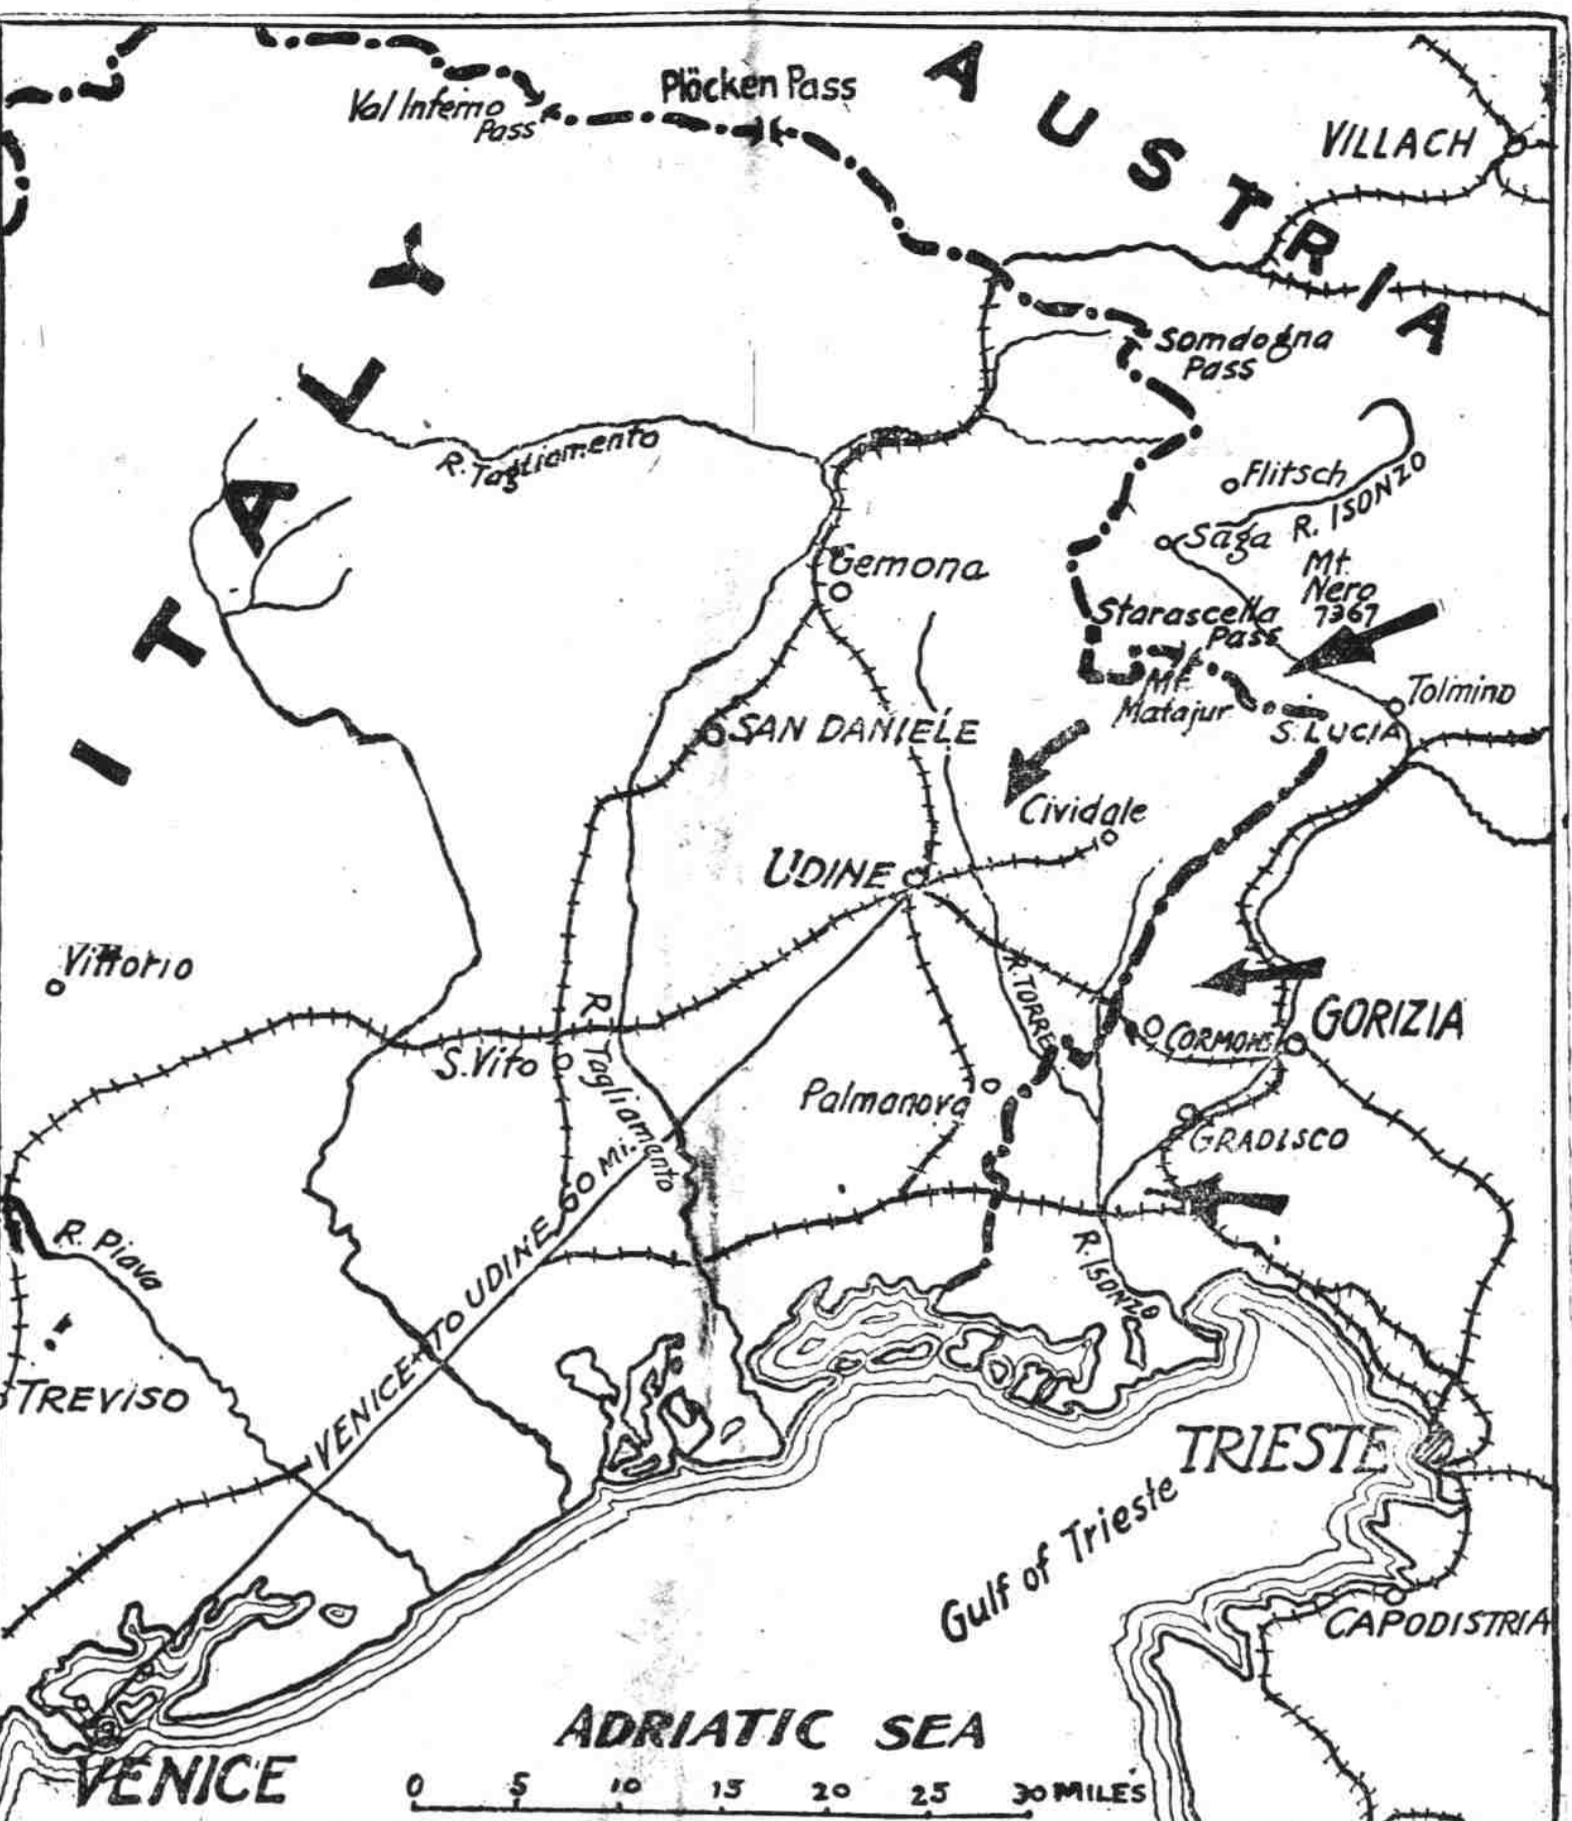 AUSTRIA
Plöcken Pass
Val Inferno
Pass
VILLACH
ITALY
Somdogna
Pass
R. Tagliamento
Flitsch
R. ISONZO
Saga
Mt.
Nero
7367
Gemona
Starascella
Pass
Mt.
Matajur
Tolmino
S. LUCIA
SAN DANIELE
Cividale
UDINE
Vittorio
R. TORRE
GORIZIA
CORMONS
S. Vito
R. Tagliamanto
Palmanova
GRADISCO
VENICE TO UDINE 60 Mi.
R. Piava
R. ISONZO
TREVISO
TRIESTE
Gulf of Trieste
CAPODISTRIA
ADRIATIC SEA
VENICE
0 5 10 15 20 25 30 MILES